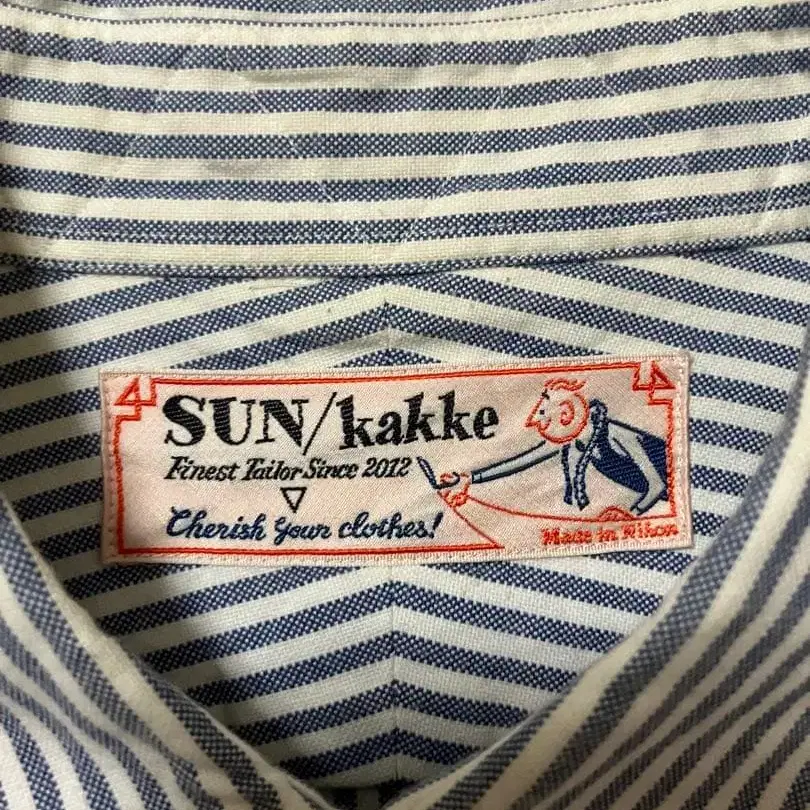 SUN/kakke
Finest Tailor Since 2012
Cherish your clothes!
Made in Nihon